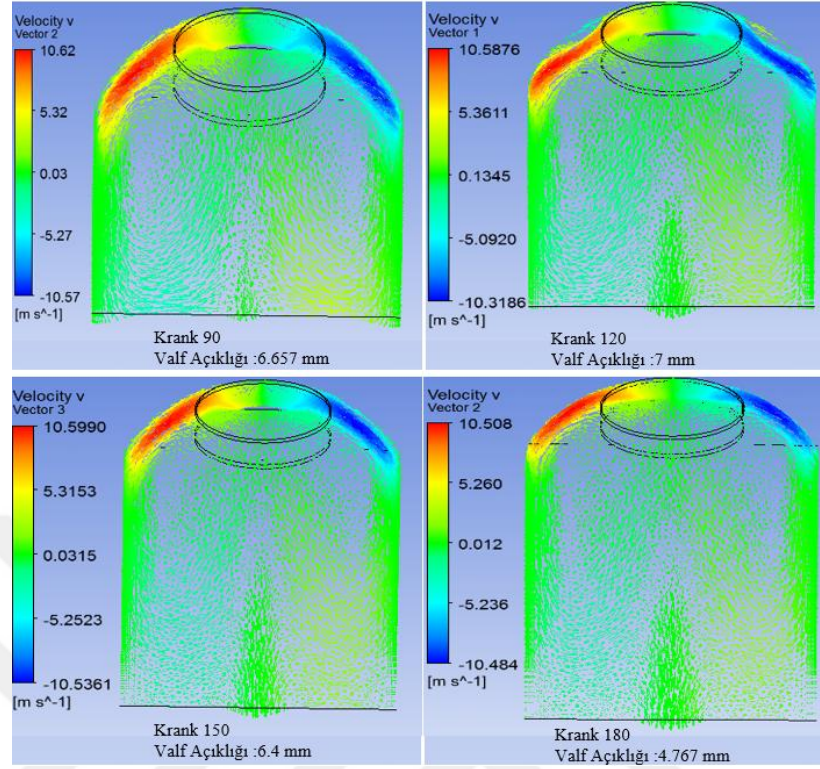 Velocity v
Vector 2
10.62
5.32
0.03
-5.27
-10.57
[m s^-1]
Krank 90
Valf Açıklığı :6.657 mm
Velocity v
Vector 1
10.5876
5.3611
0.1345
-5.0920
-10.3186
[m s^-1]
Krank 120
Valf Açıklığı :7 mm
Velocity v
Vector 3
10.5990
5.3153
0.0315
-5.2523
-10.5361
[m s^-1]
Krank 150
Valf Açıklığı :6.4 mm
Velocity v
Vector 2
10.508
5.260
0.012
-5.236
-10.484
[m s^-1]
Krank 180
Valf Açıklığı :4.767 mm